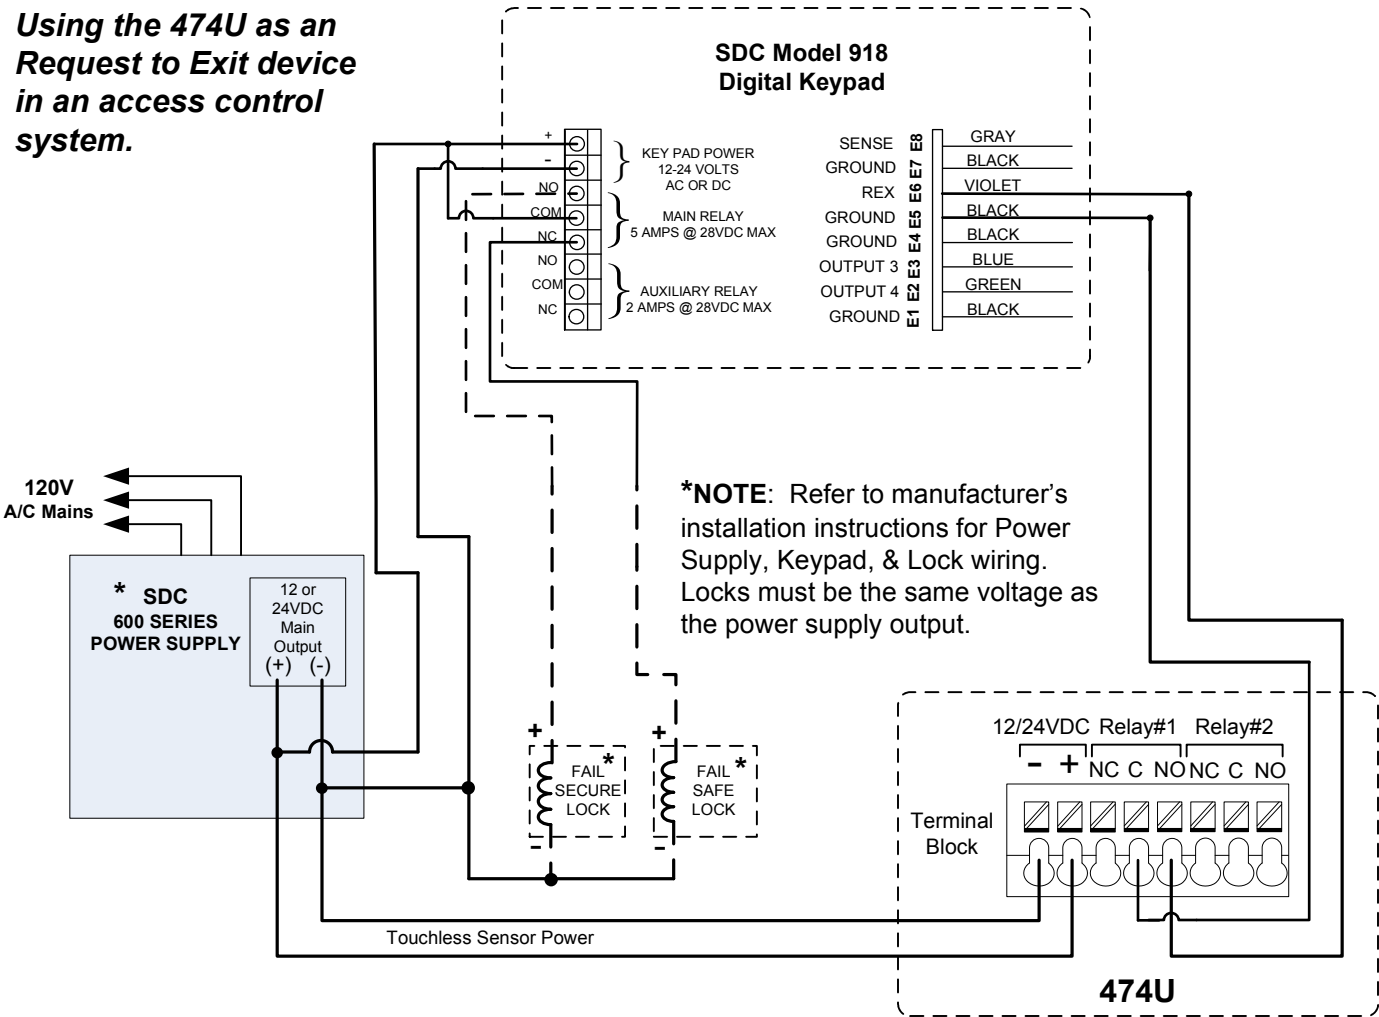 Using the 474U as an
Request to Exit device
in an access control
system.
SDC Model 918
Digital Keypad
+
-
NO
COM
NC
NO
COM
NC
KEY PAD POWER
12-24 VOLTS
AC OR DC
MAIN RELAY
5 AMPS @ 28VDC MAX
AUXILIARY RELAY
2 AMPS @ 28VDC MAX
SENSE E8 GRAY
GROUND E7 BLACK
REX E6 VIOLET
GROUND E5 BLACK
GROUND E4 BLACK
OUTPUT 3 E3 BLUE
OUTPUT 4 E2 GREEN
GROUND E1 BLACK
120V
A/C Mains
* SDC
600 SERIES
POWER SUPPLY
12 or
24VDC
Main
Output
(+) (-)
*NOTE: Refer to manufacturer's
installation instructions for Power
Supply, Keypad, & Lock wiring.
Locks must be the same voltage as
the power supply output.
+
FAIL *
SECURE
LOCK
-
+
FAIL *
SAFE
LOCK
-
12/24VDC Relay#1 Relay#2
- + NC C NO NC C NO
Terminal
Block
Touchless Sensor Power
474U